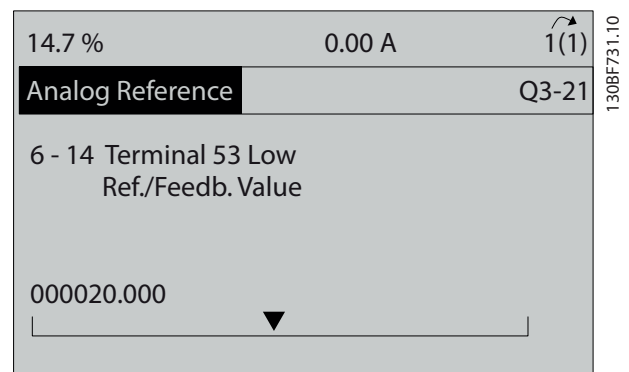 14.7 % 0.00 A 1(1)
Analog Reference Q3-21
6 - 14 Terminal 53 Low
Ref./Feedb. Value
000020.000
130BF731.10